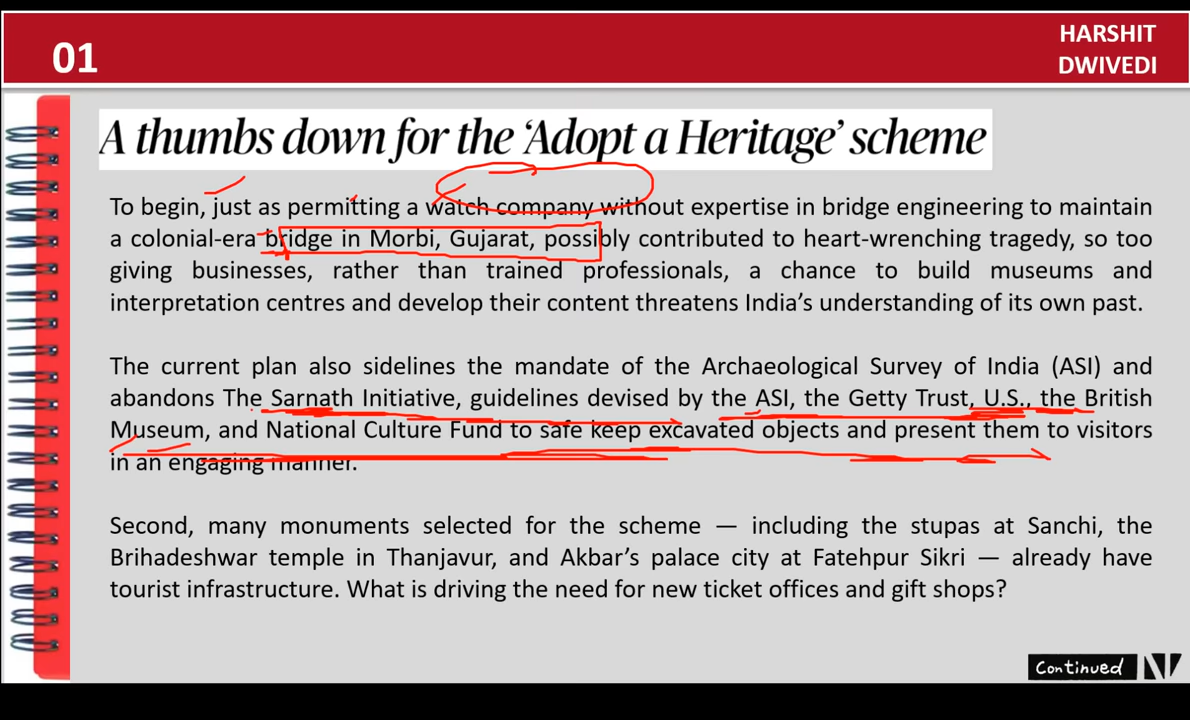 01
HARSHIT
DWIVEDI
A thumbs down for the ‘Adopt a Heritage’ scheme
To begin, just as permitting a watch company without expertise in bridge engineering to maintain
a colonial-era bridge in Morbi, Gujarat, possibly contributed to heart-wrenching tragedy, so too
giving businesses, rather than trained professionals, a chance to build museums and
interpretation centres and develop their content threatens India’s understanding of its own past.
The current plan also sidelines the mandate of the Archaeological Survey of India (ASI) and
abandons The Sarnath Initiative, guidelines devised by the ASI, the Getty Trust, U.S., the British
Museum, and National Culture Fund to safe keep excavated objects and present them to visitors
in an engaging manner.
Second, many monuments selected for the scheme — including the stupas at Sanchi, the
Brihadeshwar temple in Thanjavur, and Akbar’s palace city at Fatehpur Sikri — already have
tourist infrastructure. What is driving the need for new ticket offices and gift shops?
Continued